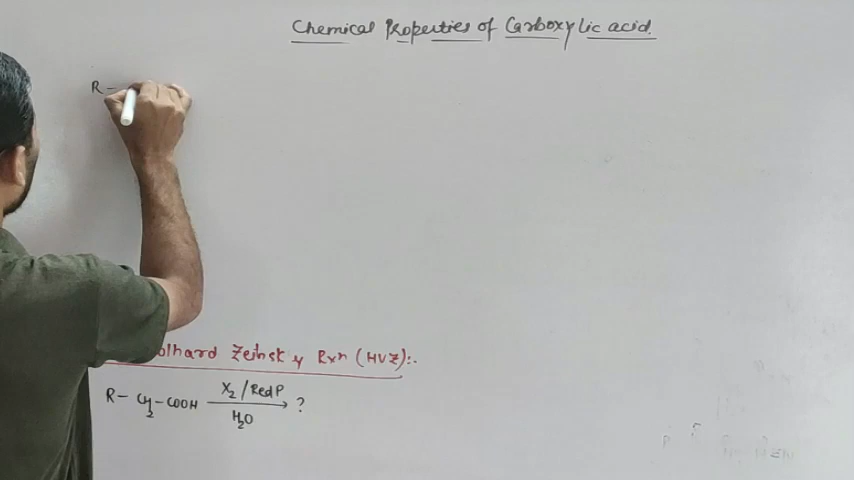 Chemical Properties of Carboxylic acid.
R –
olhard Zelinsky Rxn (HVZ):.
R – CH2 – COOH X2 / Red P H2O → ?